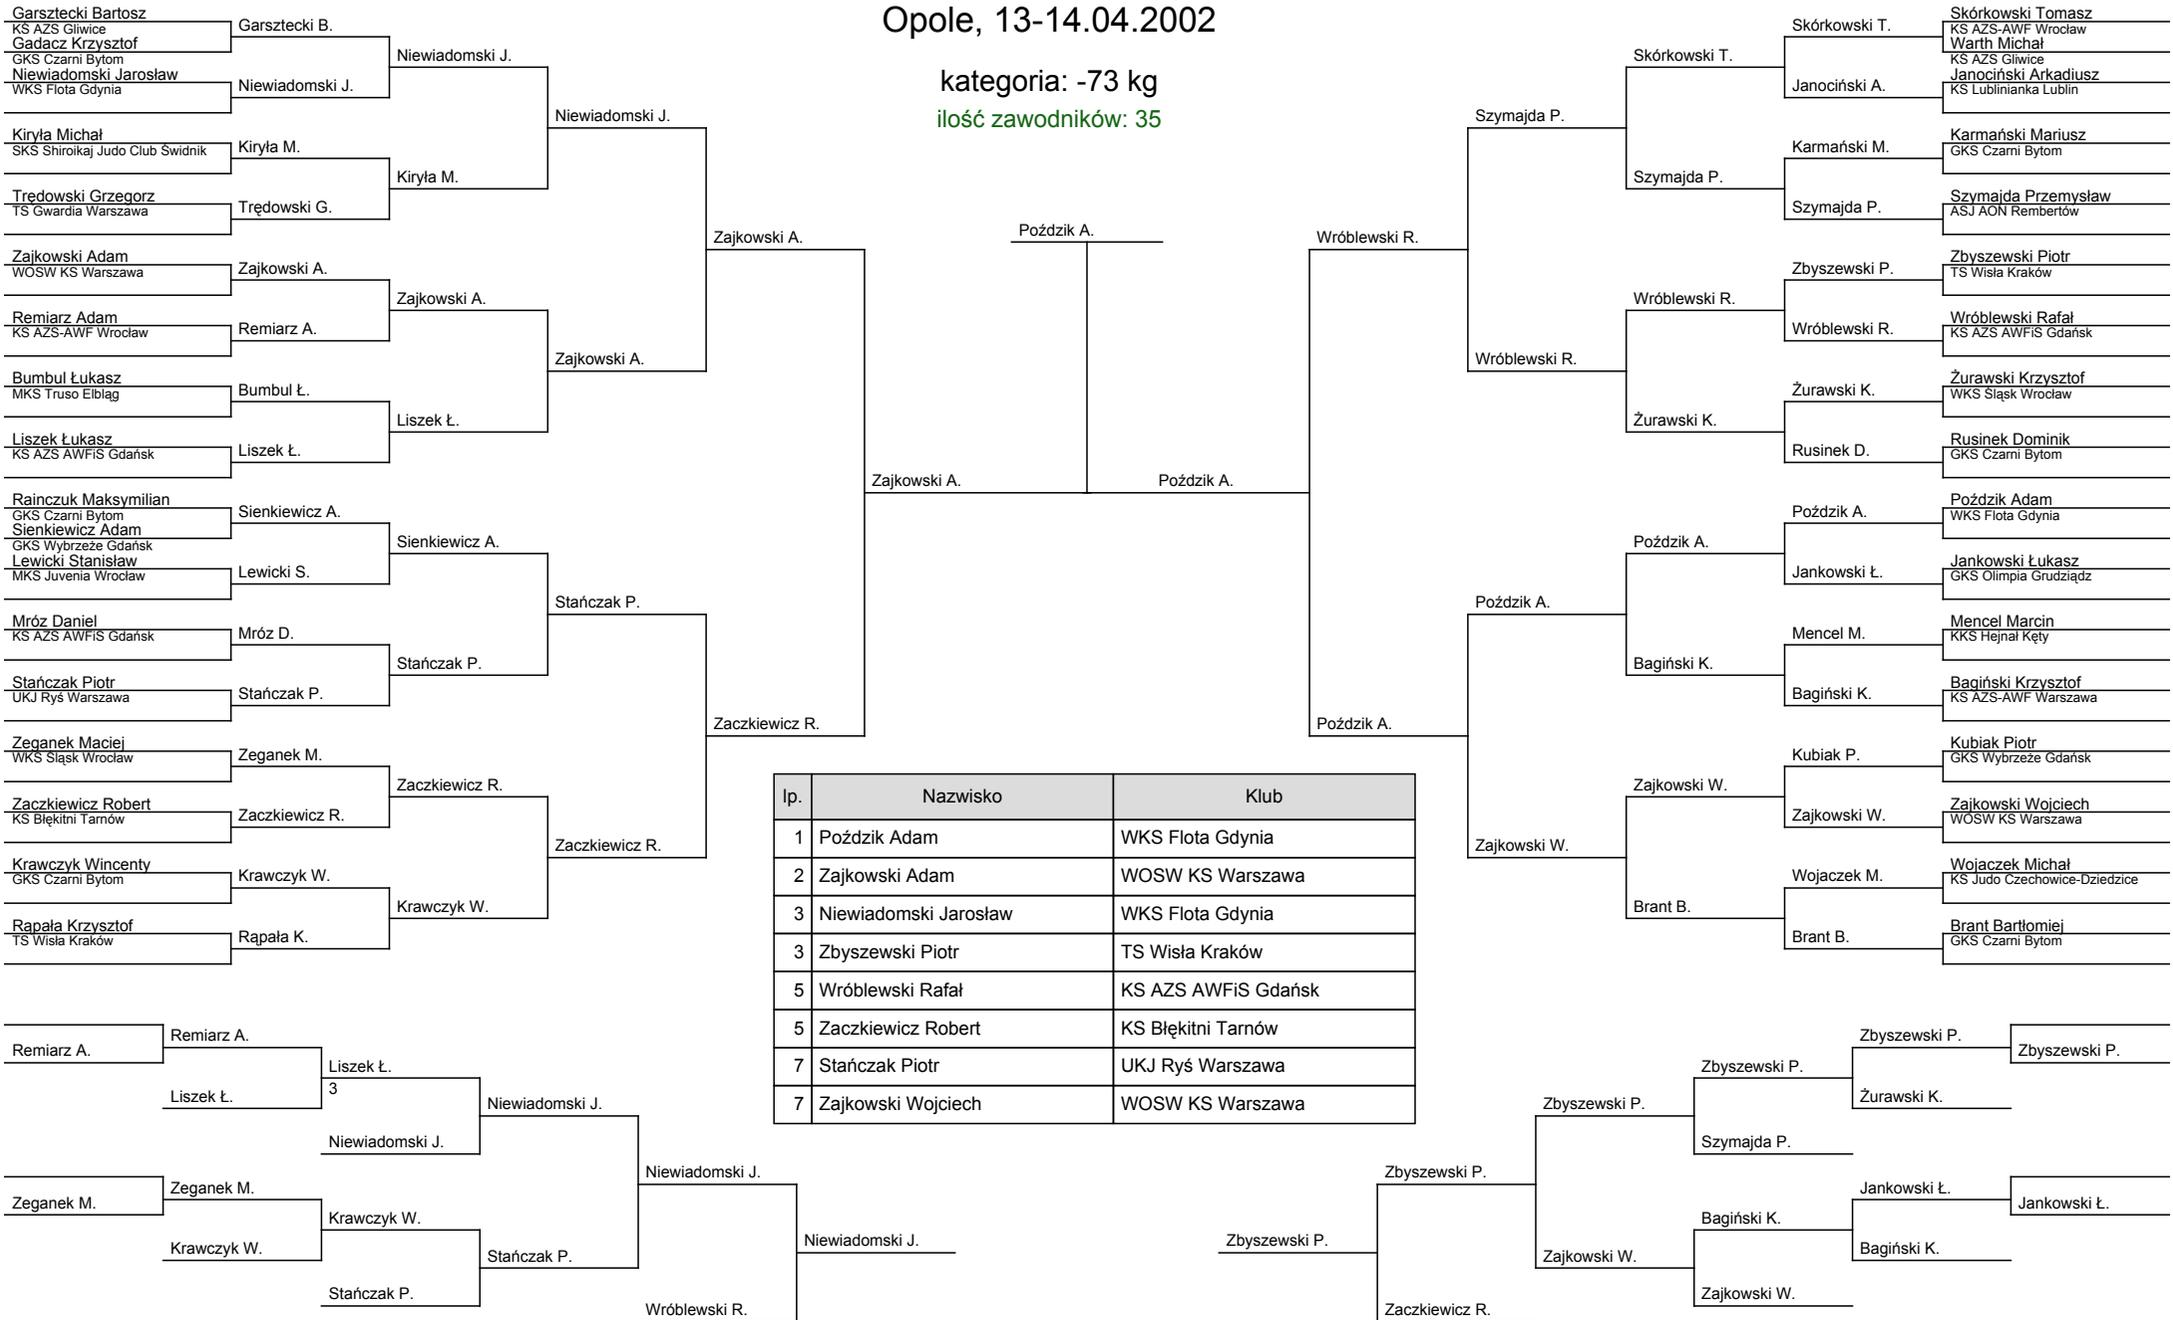 Opole, 13-14.04.2002
kategoria: -73 kg
ilość zawodników: 35
Garsztecki Bartosz
KS AZS Gliwice
Gadacz Krzysztof
GKS Czarni Bytom
Niewiadomski Jarosław
WKS Flota Gdynia
Kiryła Michał
SKS Shiroikaj Judo Club Świdnik
Trędowski Grzegorz
TS Gwardia Warszawa
Zajkowski Adam
WOSW KS Warszawa
Remiarz Adam
KS AZS-AWF Wrocław
Bumbul Łukasz
MKS Truso Elbląg
Liszek Łukasz
KS AZS AWFiS Gdańsk
Rainczuk Maksymilian
GKS Czarni Bytom
Sienkiewicz Adam
GKS Wybrzeże Gdańsk
Lewicki Stanisław
MKS Juvenia Wrocław
Mróz Daniel
KS AZS AWFiS Gdańsk
Stańczak Piotr
UKJ Ryś Warszawa
Zeganek Maciej
WKS Śląsk Wrocław
Zaczkiewicz Robert
KS Błękitni Tarnów
Krawczyk Wincenty
GKS Czarni Bytom
Rąpała Krzysztof
TS Wisła Kraków
Garsztecki B.
Niewiadomski J.
Kiryła M.
Trędowski G.
Zajkowski A.
Remiarz A.
Bumbul Ł.
Liszek Ł.
Sienkiewicz A.
Lewicki S.
Mróz D.
Stańczak P.
Zeganek M.
Zaczkiewicz R.
Krawczyk W.
Rąpała K.
Niewiadomski J.
Kiryła M.
Zajkowski A.
Liszek Ł.
Sienkiewicz A.
Stańczak P.
Zaczkiewicz R.
Krawczyk W.
Niewiadomski J.
Zajkowski A.
Stańczak P.
Zaczkiewicz R.
Zajkowski A.
Zaczkiewicz R.
Zajkowski A.
Poździk A.
Poździk A.
Wróblewski R.
Poździk A.
Szymajda P.
Wróblewski R.
Poździk A.
Zajkowski W.
Skórkowski T.
Szymajda P.
Wróblewski R.
Żurawski K.
Poździk A.
Bagiński K.
Zajkowski W.
Brant B.
Skórkowski T.
Janociński A.
Karmański M.
Szymajda P.
Zbyszewski P.
Wróblewski R.
Żurawski K.
Rusinek D.
Poździk A.
Jankowski Ł.
Mencel M.
Bagiński K.
Kubiak P.
Zajkowski W.
Wojaczek M.
Brant B.
Skórkowski Tomasz
KS AZS-AWF Wrocław
Warth Michał
KS AZS Gliwice
Janociński Arkadiusz
KS Lublinianka Lublin
Karmański Mariusz
GKS Czarni Bytom
Szymajda Przemysław
ASJ AON Rembertów
Zbyszewski Piotr
TS Wisła Kraków
Wróblewski Rafał
KS AZS AWFiS Gdańsk
Żurawski Krzysztof
WKS Śląsk Wrocław
Rusinek Dominik
GKS Czarni Bytom
Poździk Adam
WKS Flota Gdynia
Jankowski Łukasz
GKS Olimpia Grudziądz
Mencel Marcin
KKS Hejnał Kęty
Bagiński Krzysztof
KS AZS-AWF Warszawa
Kubiak Piotr
GKS Wybrzeże Gdańsk
Zajkowski Wojciech
WOSW KS Warszawa
Wojaczek Michał
KS Judo Czechowice-Dziedzice
Brant Bartłomiej
GKS Czarni Bytom
lp. Nazwisko Klub
1 Poździk Adam WKS Flota Gdynia
2 Zajkowski Adam WOSW KS Warszawa
3 Niewiadomski Jarosław WKS Flota Gdynia
3 Zbyszewski Piotr TS Wisła Kraków
5 Wróblewski Rafał KS AZS AWFiS Gdańsk
5 Zaczkiewicz Robert KS Błękitni Tarnów
7 Stańczak Piotr UKJ Ryś Warszawa
7 Zajkowski Wojciech WOSW KS Warszawa
Remiarz A.
Zeganek M.
Remiarz A.
Liszek Ł.
Zeganek M.
Krawczyk W.
Liszek Ł.
3
Niewiadomski J.
Krawczyk W.
Stańczak P.
Niewiadomski J.
Stańczak P.
Niewiadomski J.
Wróblewski R.
Niewiadomski J.
Zbyszewski P.
Zbyszewski P.
Zaczkiewicz R.
Zbyszewski P.
Zajkowski W.
Zbyszewski P.
Szymajda P.
Bagiński K.
Zajkowski W.
Zbyszewski P.
Żurawski K.
Jankowski Ł.
Bagiński K.
Zbyszewski P.
Jankowski Ł.